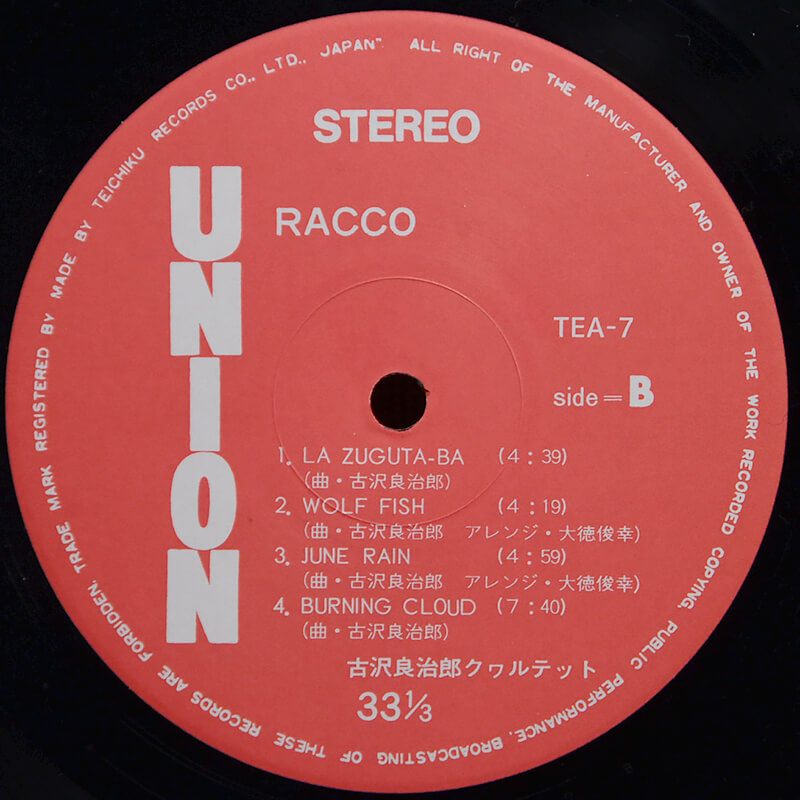 TRADE MARK REGISTERED BY MADE BY TEICHIKU RECORDS CO., LTD., JAPAN". ALL RIGHT OF THE MANUFACTURER AND OWNER OF THE WORK RECORDED COPYING, PUBLIC PERFORMANCE, BROADCASTING OF THESE RECORDS ARE FORBIDDEN,
STEREO
UNION
RACCO
TEA-7
side = B
1. LA ZUGUTA-BA (4:39)
(曲・古沢良治郎)
2. WOLF FISH (4:19)
(曲・古沢良治郎 アレンジ・大徳俊幸)
3. JUNE RAIN (4:59)
(曲・古沢良治郎 アレンジ・大徳俊幸)
4. BURNING CLOUD (7:40)
(曲・古沢良治郎)
古沢良治郎クヮルテット
33⅓